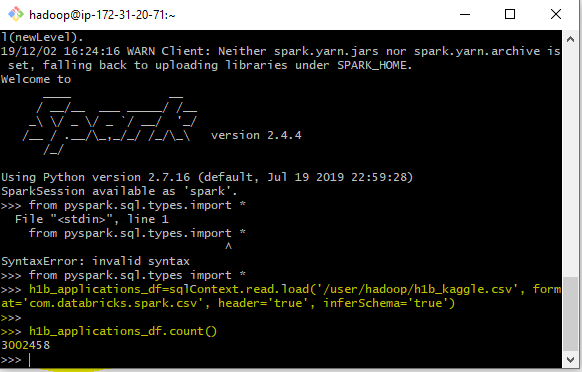 hadoop@ip-172-31-20-71:~
l(newLevel).
19/12/02 16:24:16 WARN Client: Neither spark.yarn.jars nor spark.yarn.archive is
 set, falling back to uploading libraries under SPARK_HOME.
Welcome to
      ____              __
     / __/__  ___ _____/ /__
    _\ \/ _ \/ _ `/ __/  '_/
   /__ / .__/\_,_/_/ /_/\_\   version 2.4.4
      /_/
Using Python version 2.7.16 (default, Jul 19 2019 22:59:28)
SparkSession available as 'spark'.
>>> from pyspark.sql.types.import *
  File "<stdin>", line 1
    from pyspark.sql.types.import *
                                ^
SyntaxError: invalid syntax
>>> from pyspark.sql.types import *
>>> h1b_applications_df=sqlContext.read.load('/user/hadoop/h1b_kaggle.csv', form
at='com.databricks.spark.csv', header='true', inferSchema='true')
>>>
>>> h1b_applications_df.count()
3002458
>>>